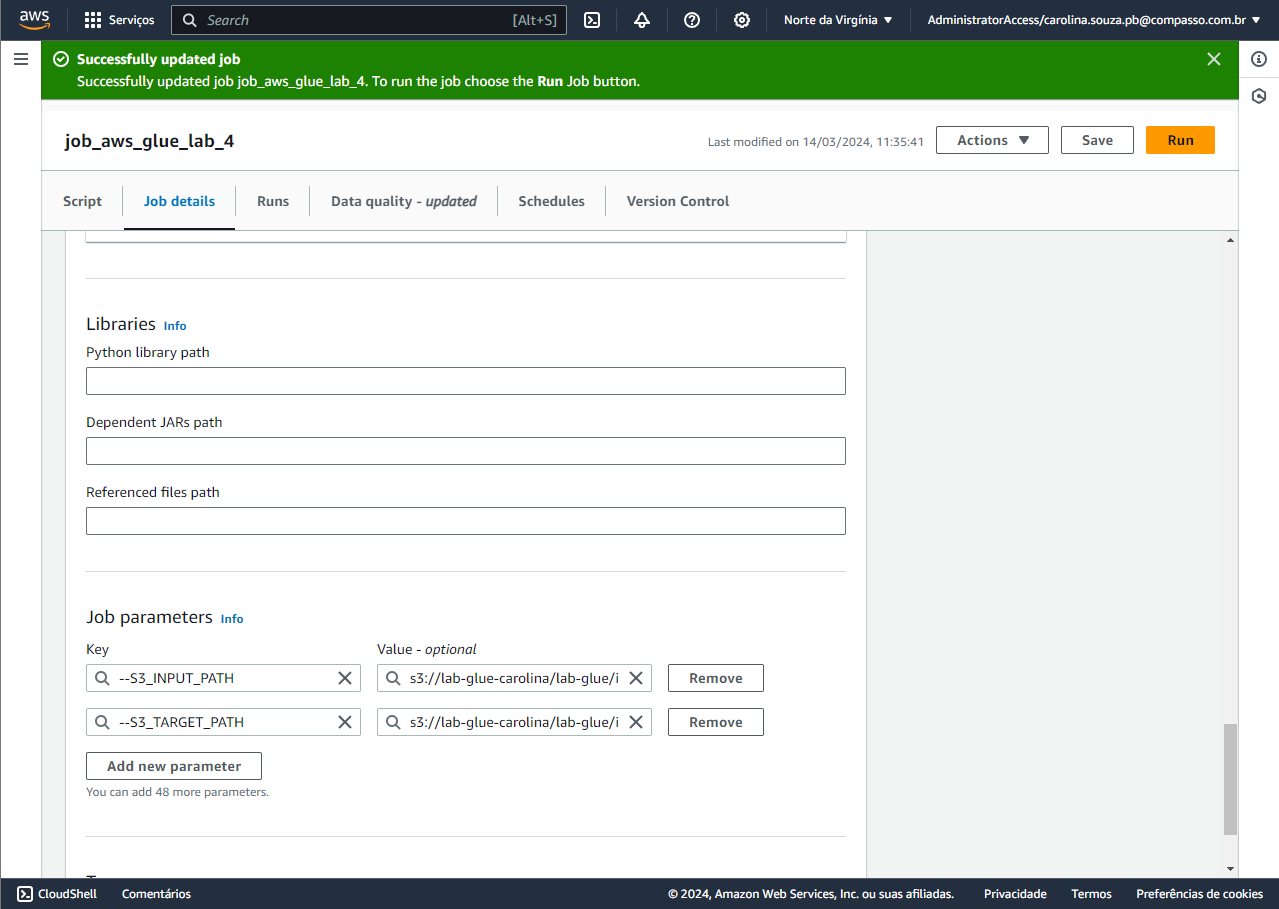 aws
Serviços
Search
[Alt+S]
Norte da Virgínia
AdministratorAccess/carolina.souza.pb@compasso.com.br
Successfully updated job
Successfully updated job job_aws_glue_lab_4. To run the job choose the Run Job button.
job_aws_glue_lab_4
Last modified on 14/03/2024, 11:35:41
Actions
Save
Run
Script
Job details
Runs
Data quality - updated
Schedules
Version Control
Libraries Info
Python library path
Dependent JARs path
Referenced files path
Job parameters Info
Key
Value - optional
--S3_INPUT_PATH
s3://lab-glue-carolina/lab-glue/i
Remove
--S3_TARGET_PATH
s3://lab-glue-carolina/lab-glue/i
Remove
Add new parameter
You can add 48 more parameters.
CloudShell
Comentários
© 2024, Amazon Web Services, Inc. ou suas afiliadas.
Privacidade
Termos
Preferências de cookies